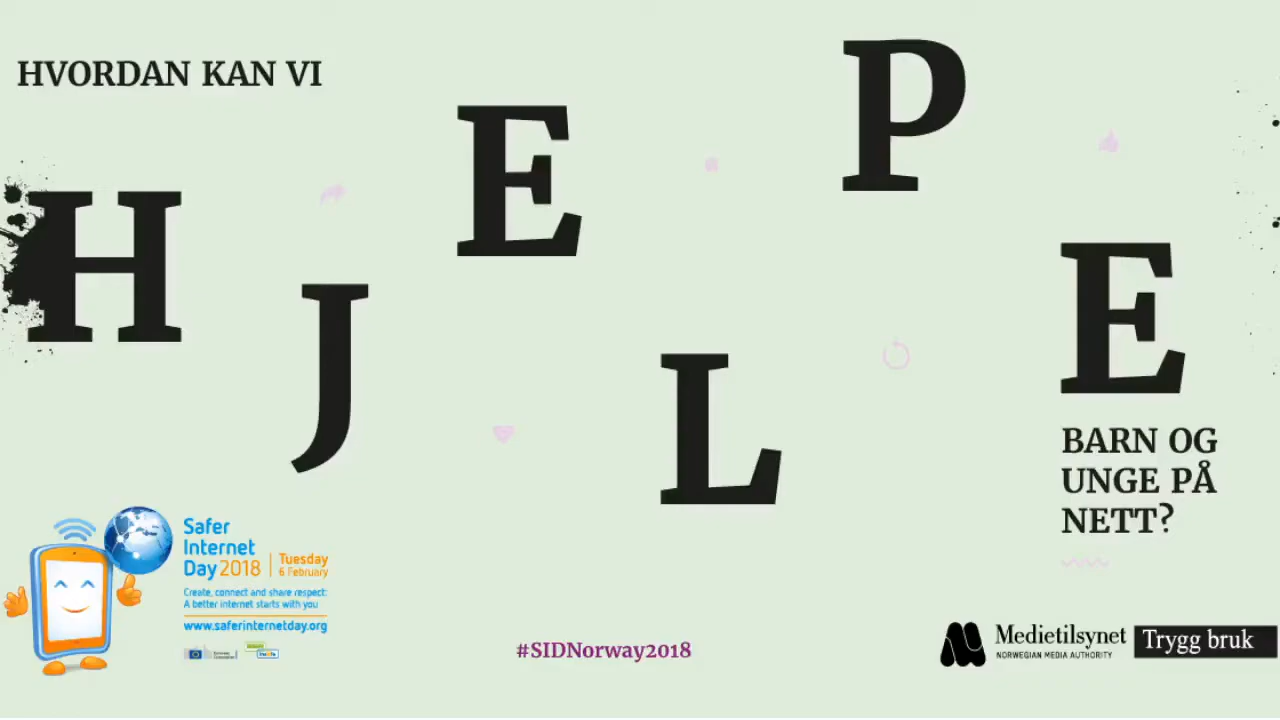 HVORDAN KAN VI
HJELPE
BARN OG
UNGE PÅ
NETT?
Safer
Internet
Day 2018 | Tuesday
6 February
Create, connect and share respect:
A better internet starts with you
www.saferinternetday.org
#SIDNorway2018
Medietilsynet
NORWEGIAN MEDIA AUTHORITY
Trygg bruk